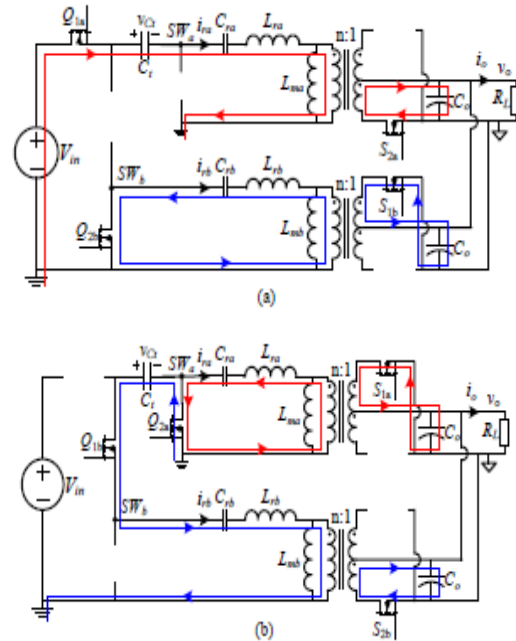 Q1a vCt SWa ira Cra Lra n:1
+ −
Ct io vo
Lma Co RL
S2a
Vin
SWb irb Crb Lrb n:1
S1b
Q2b Lmb Co
(a)
vCt SWa ira Cra Lra n:1
+ −
Ct S1a io vo
Q1b Q2a Lma Co RL
Vin
SWb irb Crb Lrb n:1
Lmb Co
S2b
(b)